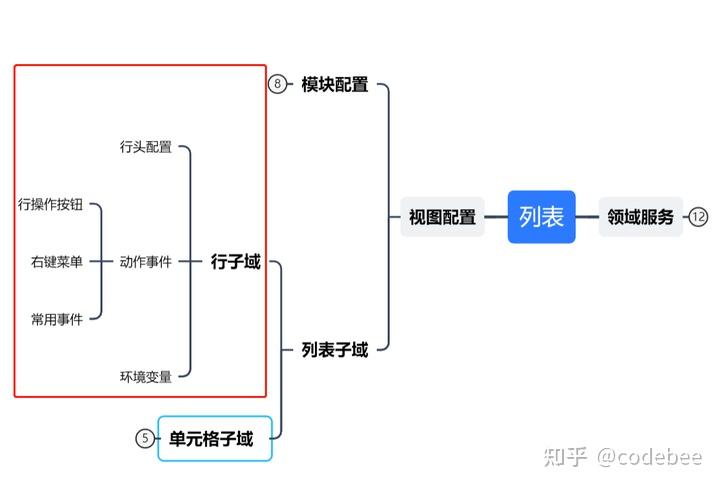 8
模块配置
行头配置
行操作按钮
视图配置
列表
领域服务
12
右键菜单
动作事件
行子域
常用事件
列表子域
环境变量
5
单元格子域
知乎 @codebee